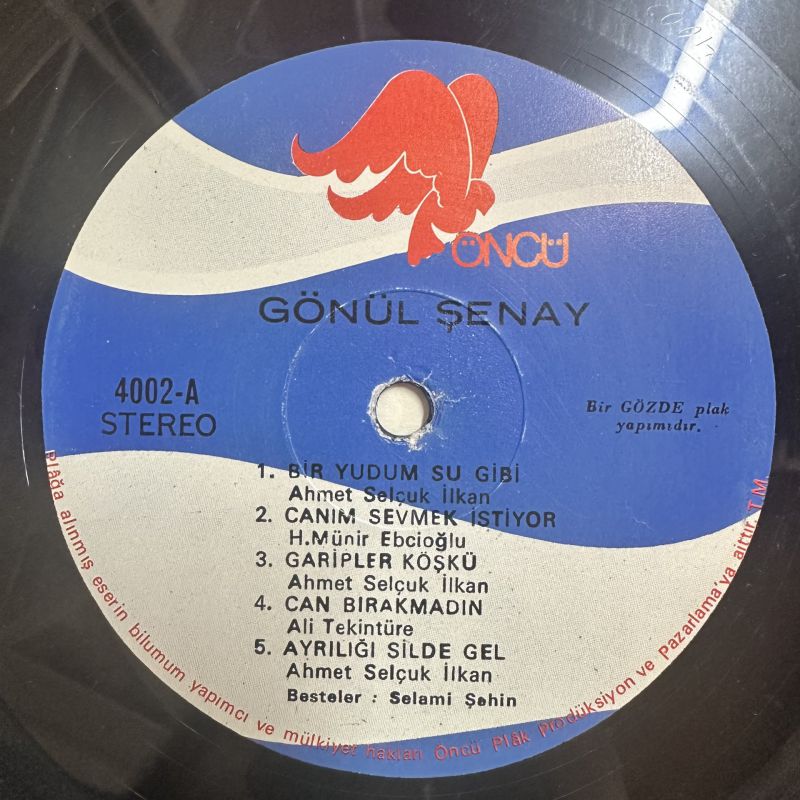 ÖNCÜ
GÖNÜL ŞENAY
4002-A
STEREO
Bir GÖZDE plak
yapımıdır.
1. BİR YUDUM SU GİBİ
Ahmet Selçuk İlkan
2. CANIM SEVMEK İSTİYOR
H.Münir Ebcioğlu
3. GARİPLER KÖŞKÜ
Ahmet Selçuk İlkan
4. CAN BIRAKMADIN
Ali Tekintüre
5. AYRILIĞI SİLDE GEL
Ahmet Selçuk İlkan
Besteler : Selami Şehin
Plâğa alınmış eserin bilumum yapımcı ve mülkiyet hakları Öncü Plâk Prodüksiyon ve Pazarlama'ya aittir T.M.